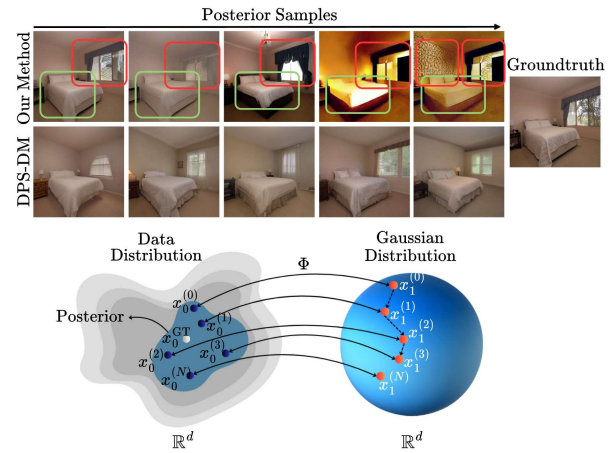 Posterior Samples
Our Method
DPS-DM
Groundtruth
Data
Distribution
Gaussian
Distribution
Φ
Posterior
x_0^{(0)}
x_0^{(1)}
x_0^{GT}
x_0^{(2)}
x_0^{(3)}
x_0^{(N)}
x_1^{(0)}
x_1^{(1)}
x_1^{(2)}
x_1^{(3)}
x_1^{(N)}
ℝ^d
ℝ^d